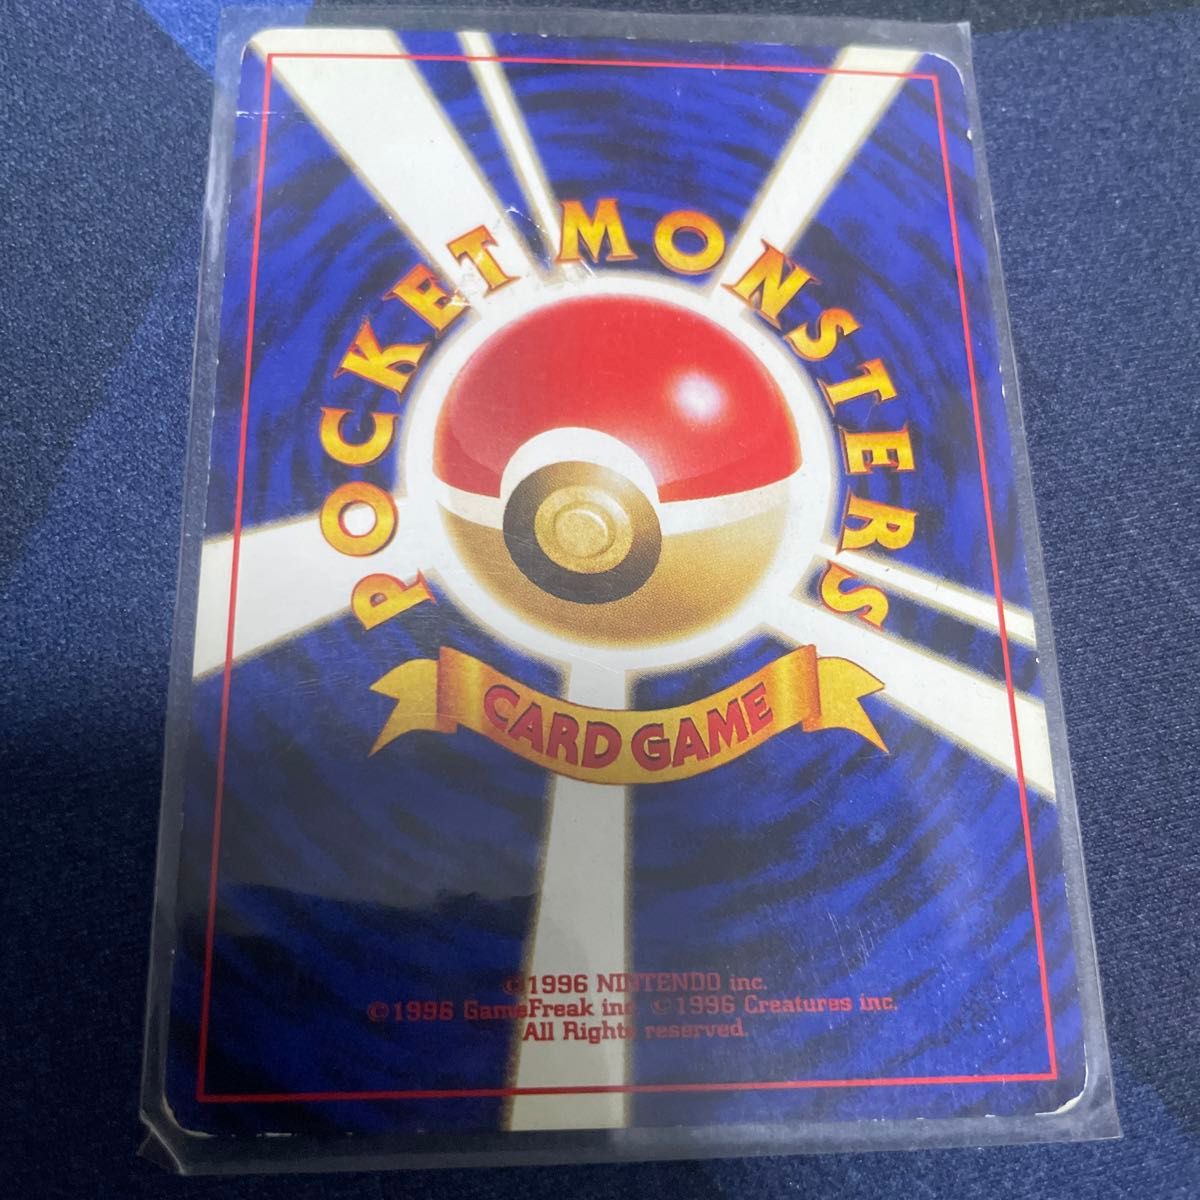 POCKET MONSTERS
CARD GAME
©1996 NINTENDO inc.
©1996 GameFreak inc. ©1996 Creatures inc.
All Rights reserved.